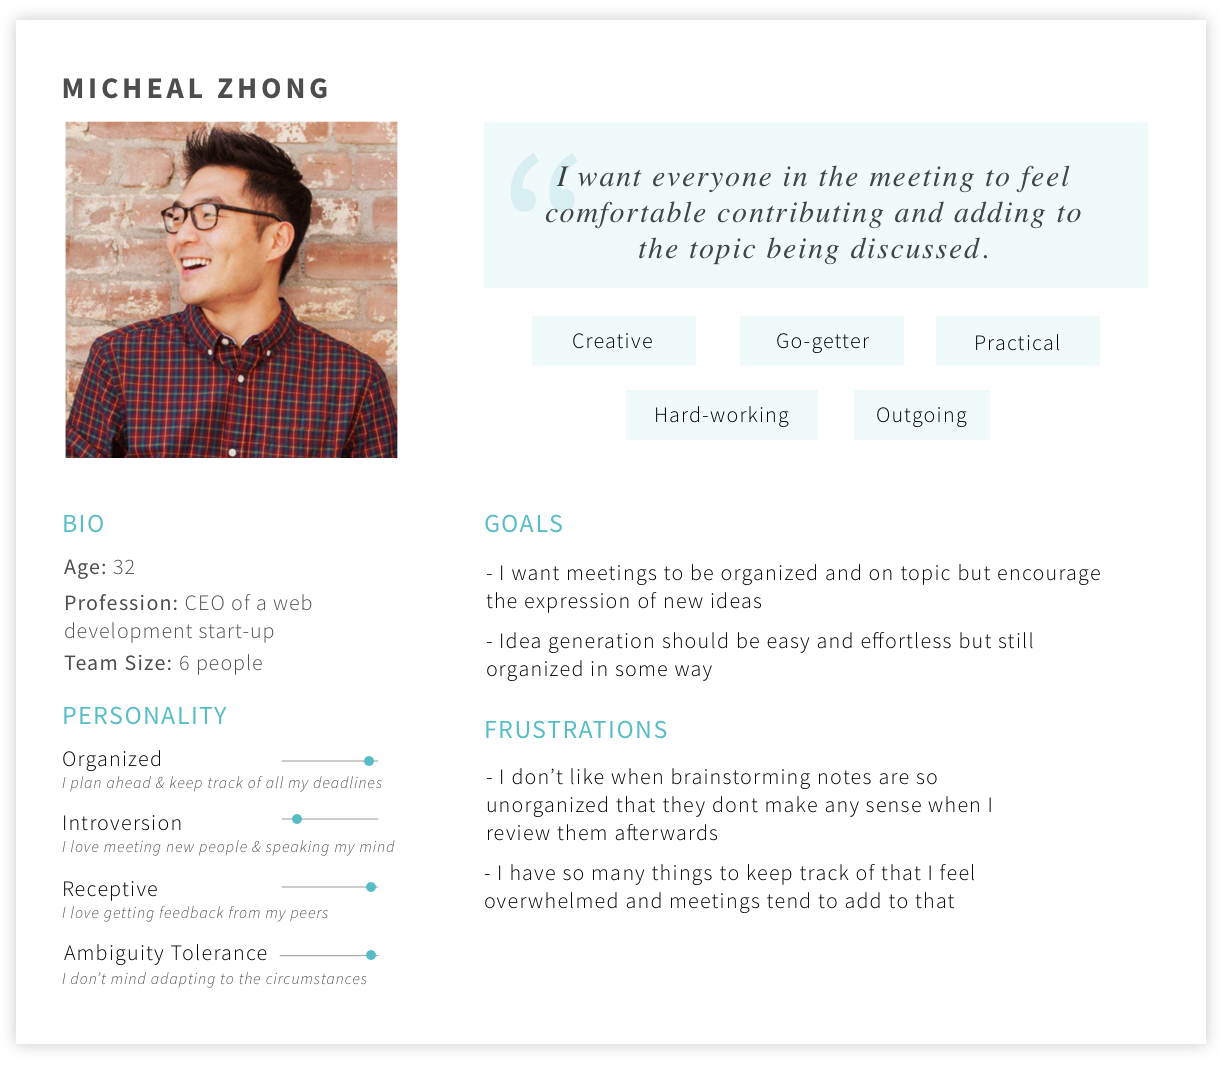 MICHEAL ZHONG
“
I want everyone in the meeting to feel
comfortable contributing and adding to
the topic being discussed.
Creative
Go-getter
Practical
Hard-working
Outgoing
BIO
Age: 32
Profession: CEO of a web
development start-up
Team Size: 6 people
PERSONALITY
Organized
I plan ahead & keep track of all my deadlines
Introversion
I love meeting new people & speaking my mind
Receptive
I love getting feedback from my peers
Ambiguity Tolerance
I don't mind adapting to the circumstances
GOALS
- I want meetings to be organized and on topic but encourage
the expression of new ideas
- Idea generation should be easy and effortless but still
organized in some way
FRUSTRATIONS
- I don’t like when brainstorming notes are so
unorganized that they dont make any sense when I
review them afterwards
- I have so many things to keep track of that I feel
overwhelmed and meetings tend to add to that